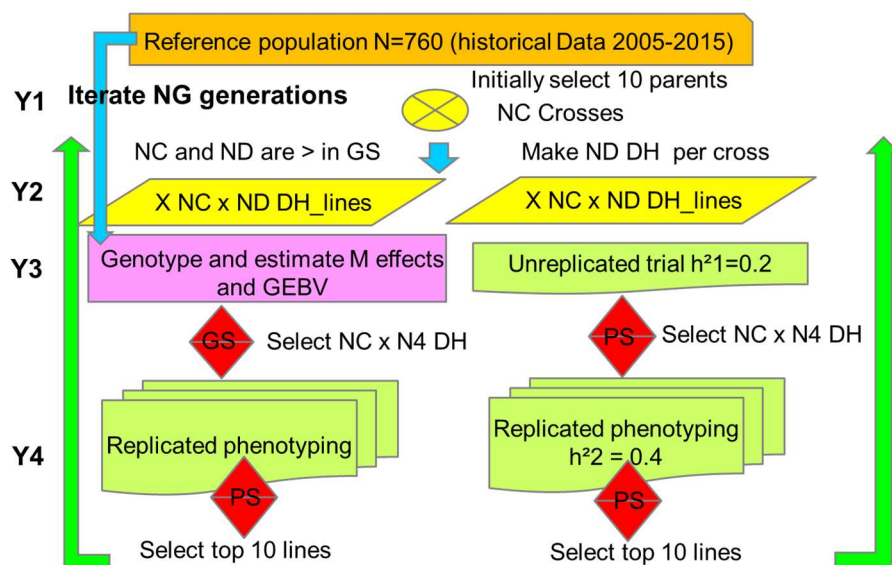 Reference population N=760 (historical Data 2005-2015)
Initially select 10 parents
Y1
Iterate NG generations
NC Crosses
NC and ND are > in GS
Make ND DH per cross
Y2
X NC x ND DH_lines
X NC x ND DH_lines
Y3
Genotype and estimate M effects
and GEBV
Unreplicated trial h²1=0.2
GS
Select NC x N4 DH
PS
Select NC x N4 DH
Y4
Replicated phenotyping
Replicated phenotyping
h²2 = 0.4
PS
PS
Select top 10 lines
Select top 10 lines